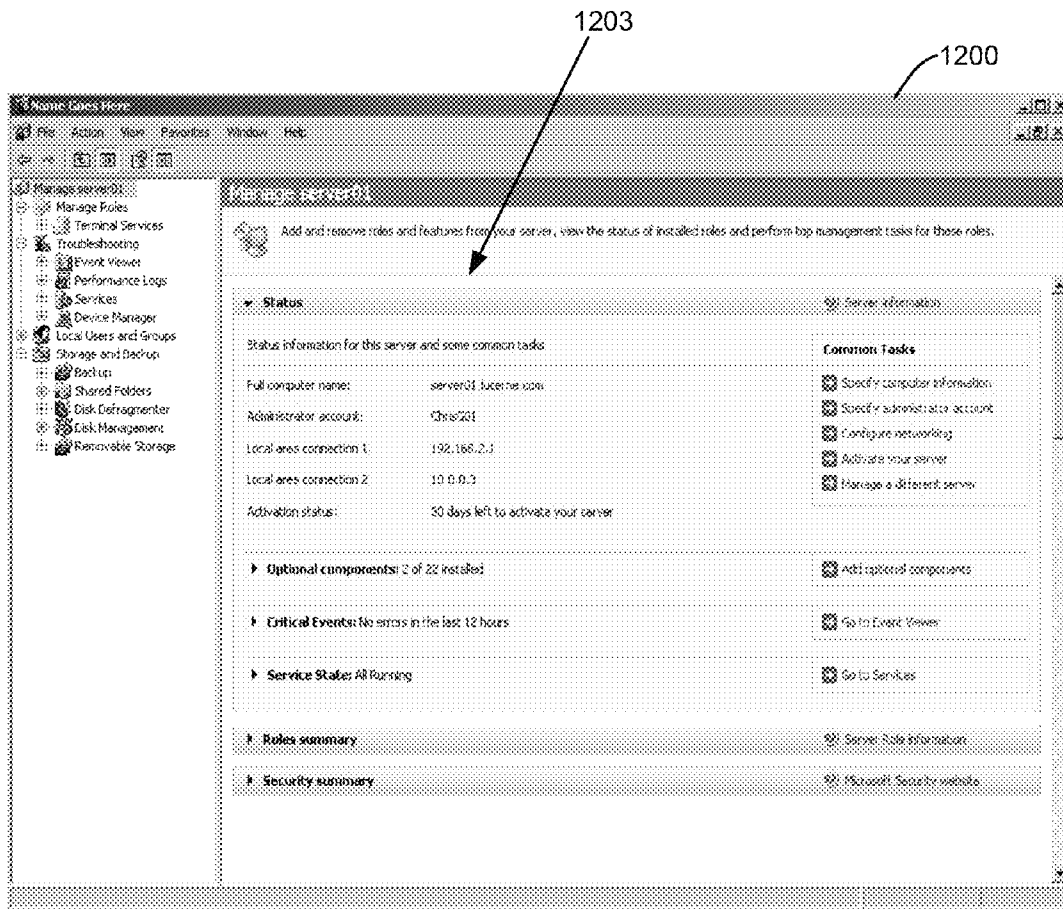 1203
1200
Name Goes Here
File Action View Favorites Window Help
Manage server01
Manage Roles
Terminal Services
Troubleshooting
Event Viewer
Performance Logs
Services
Device Manager
Local Users and Groups
Storage and Backup
Backup
Shared Folders
Disk Defragmenter
Disk Management
Removable Storage
Manage server01
Add and remove roles and features from your server, view the status of installed roles and perform top management tasks for these roles.
Status
Server information
Status information for this server and some common tasks
Full computer name: server01.lucerne.com
Administrator account: Chris201
Local area connection 1 192.168.2.1
Local area connection 2 10.0.0.3
Activation status: 30 days left to activate your server
Common Tasks
Specify computer information
Specify administrator account
Configure networking
Activate your server
Manage a different server
Optional components: 2 of 22 installed
Add optional components
Critical Events: No errors in the last 12 hours
Go to Event Viewer
Service State: All Running
Go to Services
Roles summary
Server Role information
Security summary
Microsoft Security website